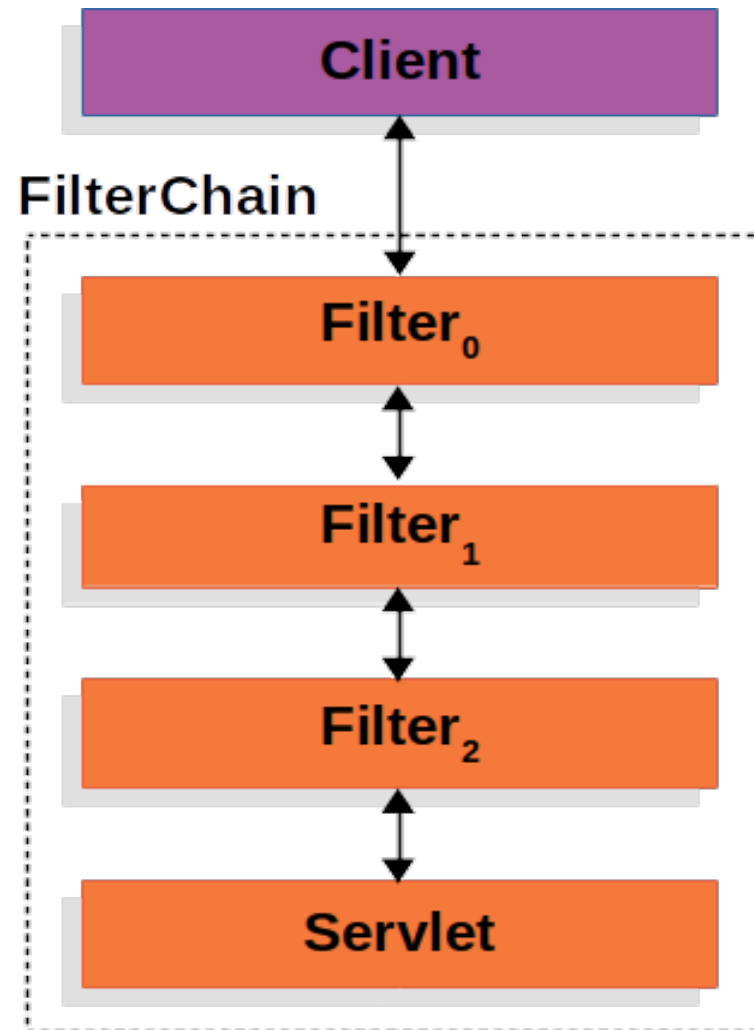 Client
FilterChain
Filter₀
Filter₁
Filter₂
Servlet